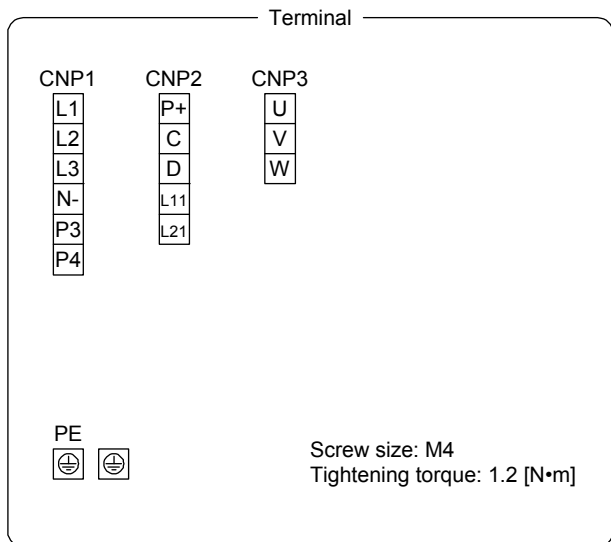 Terminal
CNP1
L1
L2
L3
N-
P3
P4
CNP2
P+
C
D
L11
L21
CNP3
U
V
W
PE
Screw size: M4
Tightening torque: 1.2 [N•m]